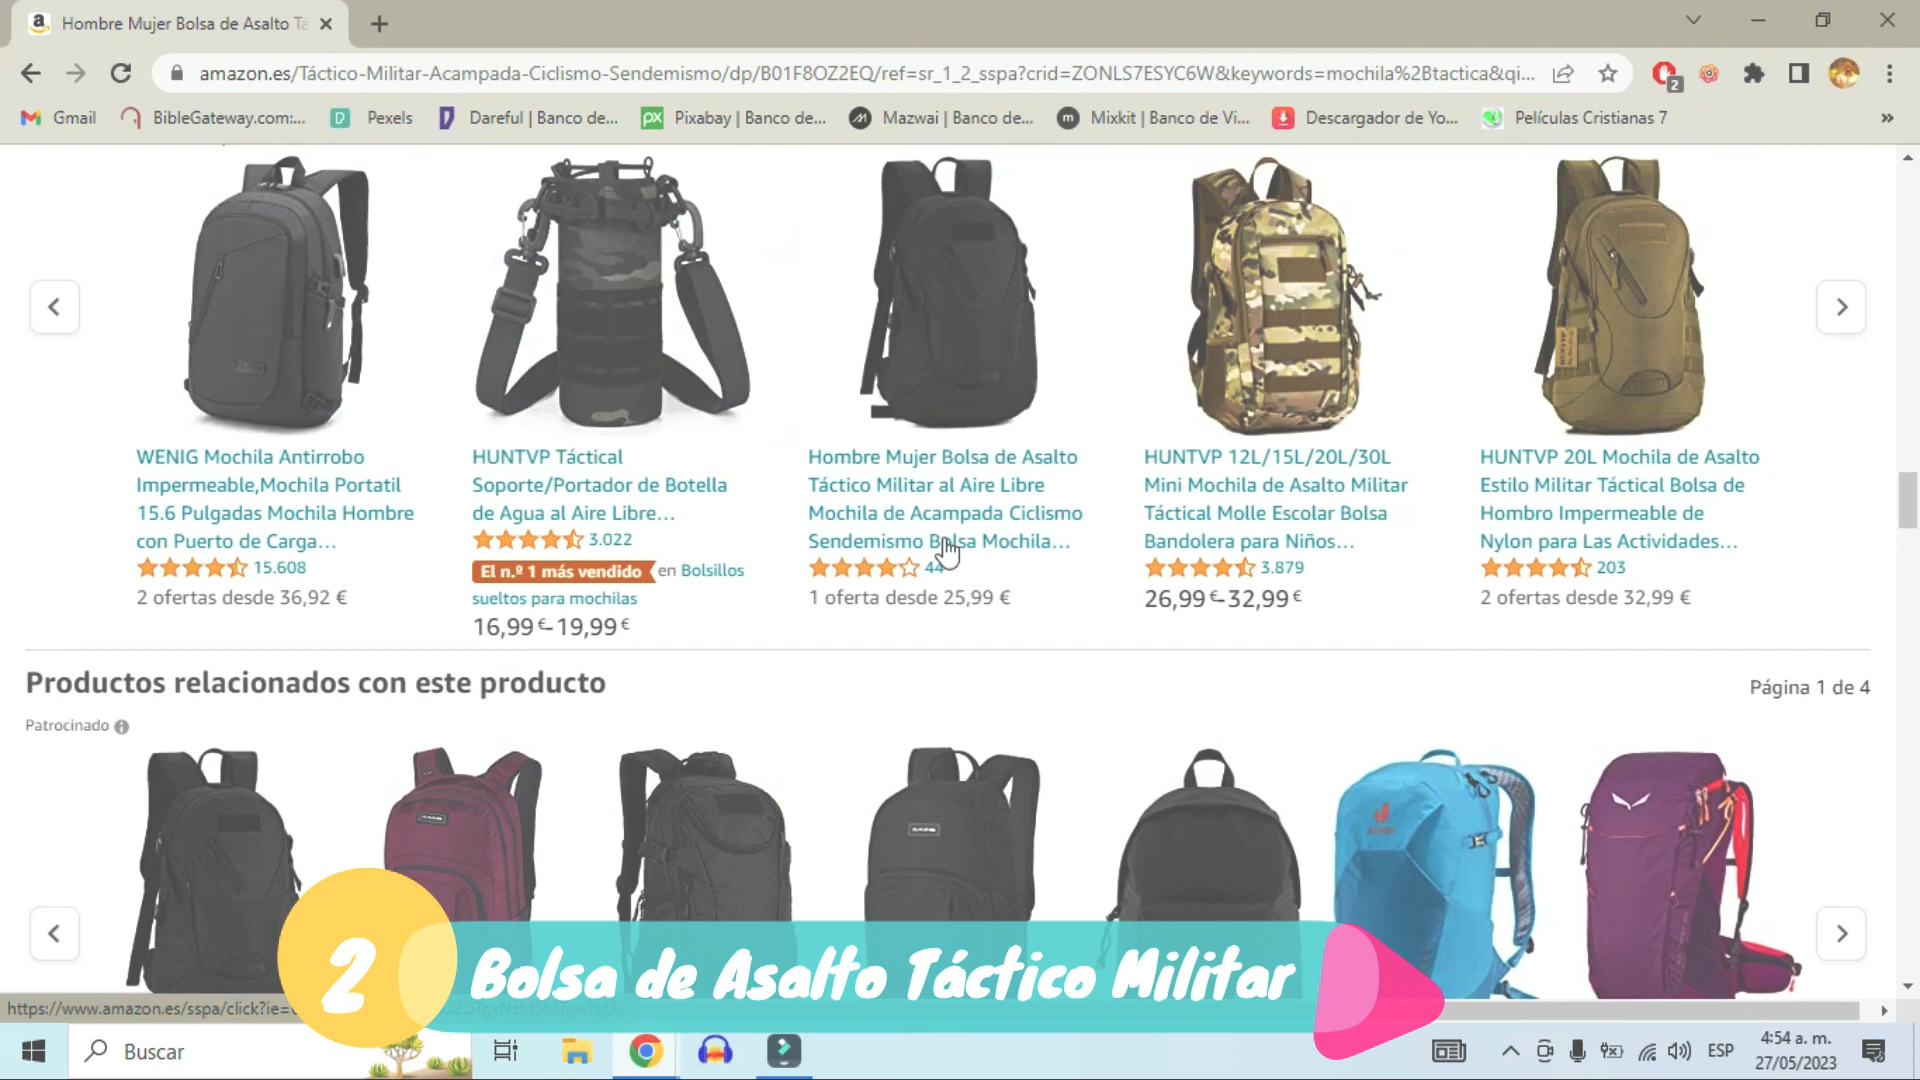 Hombre Mujer Bolsa de Asalto Tá
amazon.es/Táctico-Militar-Acampada-Ciclismo-Sendemismo/dp/B01F8OZ2EQ/ref=sr_1_2_sspa?crid=ZONLS7ESYC6W&keywords=mochila%2Btactica&qi...
2
Gmail
BibleGateway.com:...
Pexels
Dareful | Banco de...
Pixabay | Banco de...
Mazwai | Banco de...
Mixkit | Banco de Vi...
Descargador de Yo...
Películas Cristianas 7
WENIG Mochila Antirrobo
Impermeable,Mochila Portatil
15.6 Pulgadas Mochila Hombre
con Puerto de Carga...
15.608
2 ofertas desde 36,92 €
HUNTVP Táctical
Soporte/Portador de Botella
de Agua al Aire Libre...
3.022
El n.º 1 más vendido en Bolsillos
sueltos para mochilas
16,99 €-19,99 €
Hombre Mujer Bolsa de Asalto
Táctico Militar al Aire Libre
Mochila de Acampada Ciclismo
Sendemismo Bolsa Mochila...
44
1 oferta desde 25,99 €
HUNTVP 12L/15L/20L/30L
Mini Mochila de Asalto Militar
Táctical Molle Escolar Bolsa
Bandolera para Niños...
3.879
26,99 €-32,99 €
HUNTVP 20L Mochila de Asalto
Estilo Militar Táctical Bolsa de
Hombro Impermeable de
Nylon para Las Actividades...
203
2 ofertas desde 32,99 €
Productos relacionados con este producto
Página 1 de 4
Patrocinado
2
Bolsa de Asalto Táctico Militar
https://www.amazon.es/sspa/click?ie=
Buscar
ESP
4:54 a. m.
27/05/2023